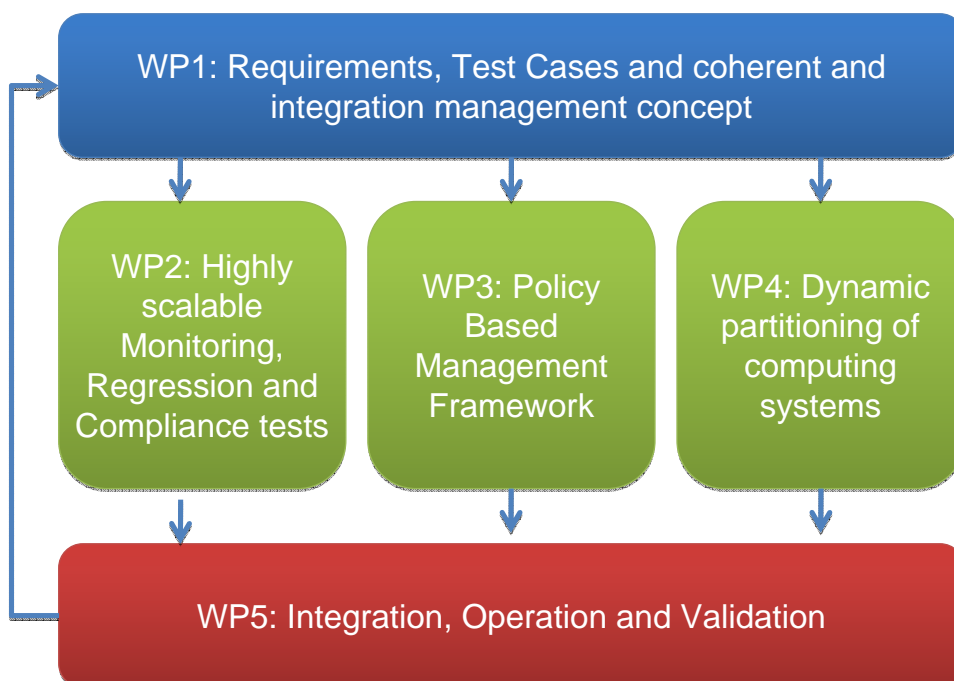 WP1: Requirements, Test Cases and coherent and
integration management concept
WP2: Highly
scalable
Monitoring,
Regression and
Compliance tests
WP3: Policy
Based
Management
Framework
WP4: Dynamic
partitioning of
computing
systems
WP5: Integration, Operation and Validation